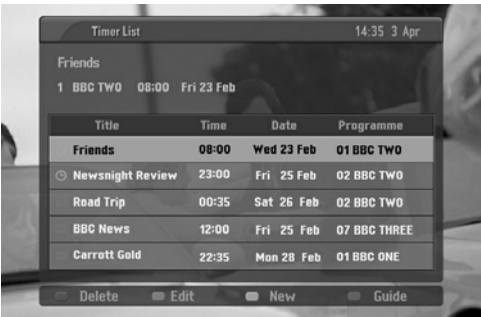 Timer List 14:35 3 Apr
Friends
1 BBC TWO 08:00 Fri 23 Feb
Title Time Date Programme
Friends 08:00 Wed 23 Feb 01 BBC TWO
Newsnight Review 23:00 Fri 25 Feb 02 BBC TWO
Road Trip 00:35 Sat 26 Feb 02 BBC TWO
BBC News 12:00 Fri 25 Feb 07 BBC THREE
Carrott Gold 22:35 Mon 28 Feb 01 BBC ONE
Delete Edit New Guide